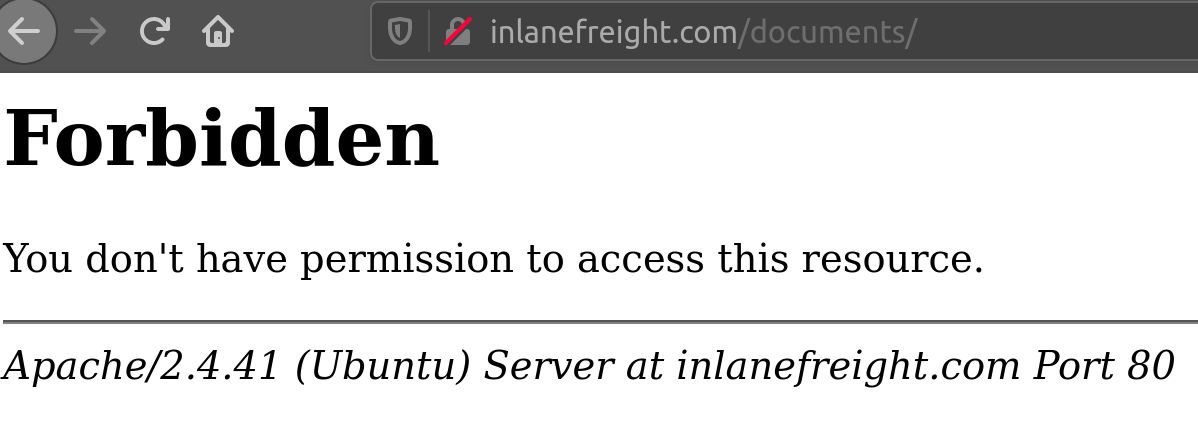 inlanefreight.com/documents/
Forbidden
You don't have permission to access this resource.
Apache/2.4.41 (Ubuntu) Server at inlanefreight.com Port 80